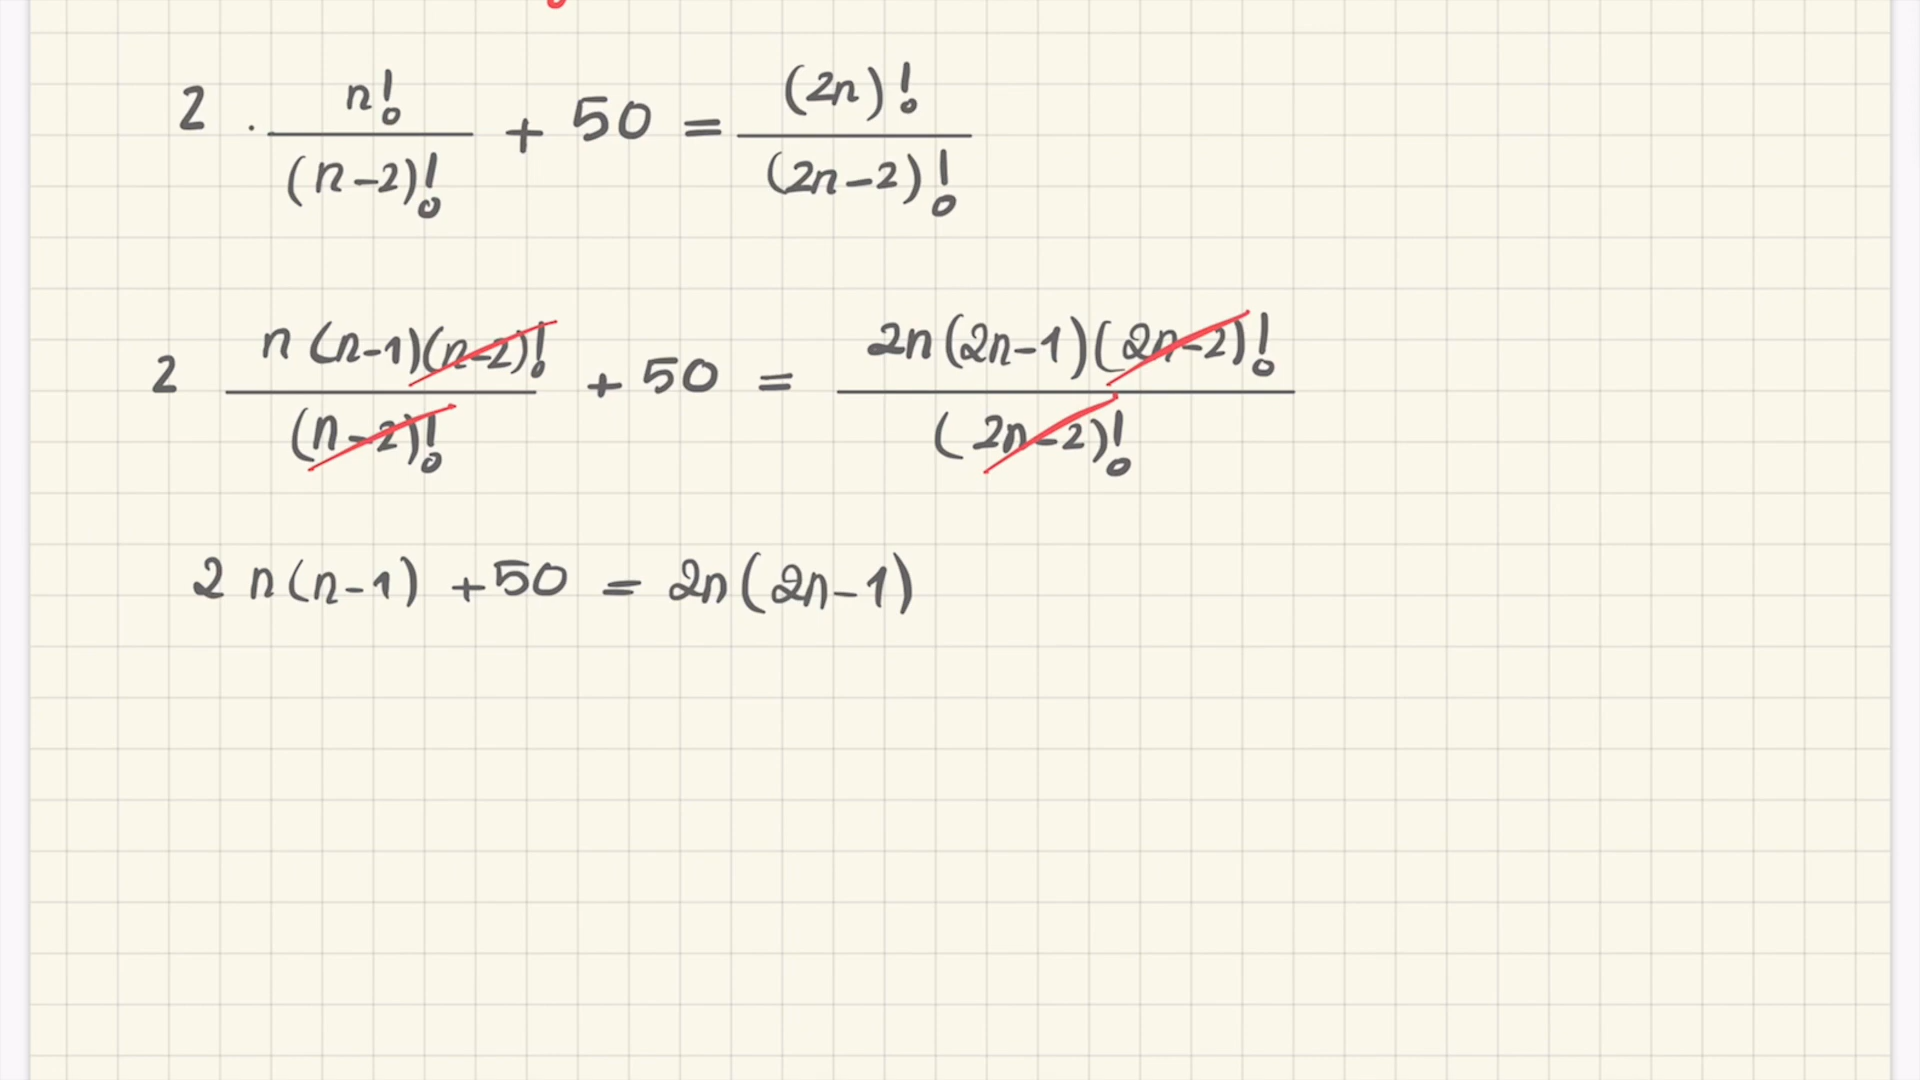 2 · n! / (n-2)! + 50 = (2n)! / (2n-2)!
2 n(n-1)(n-2)! / (n-2)! + 50 = 2n(2n-1)(2n-2)! / (2n-2)!
2 n(n-1) +50 = 2n(2n-1)